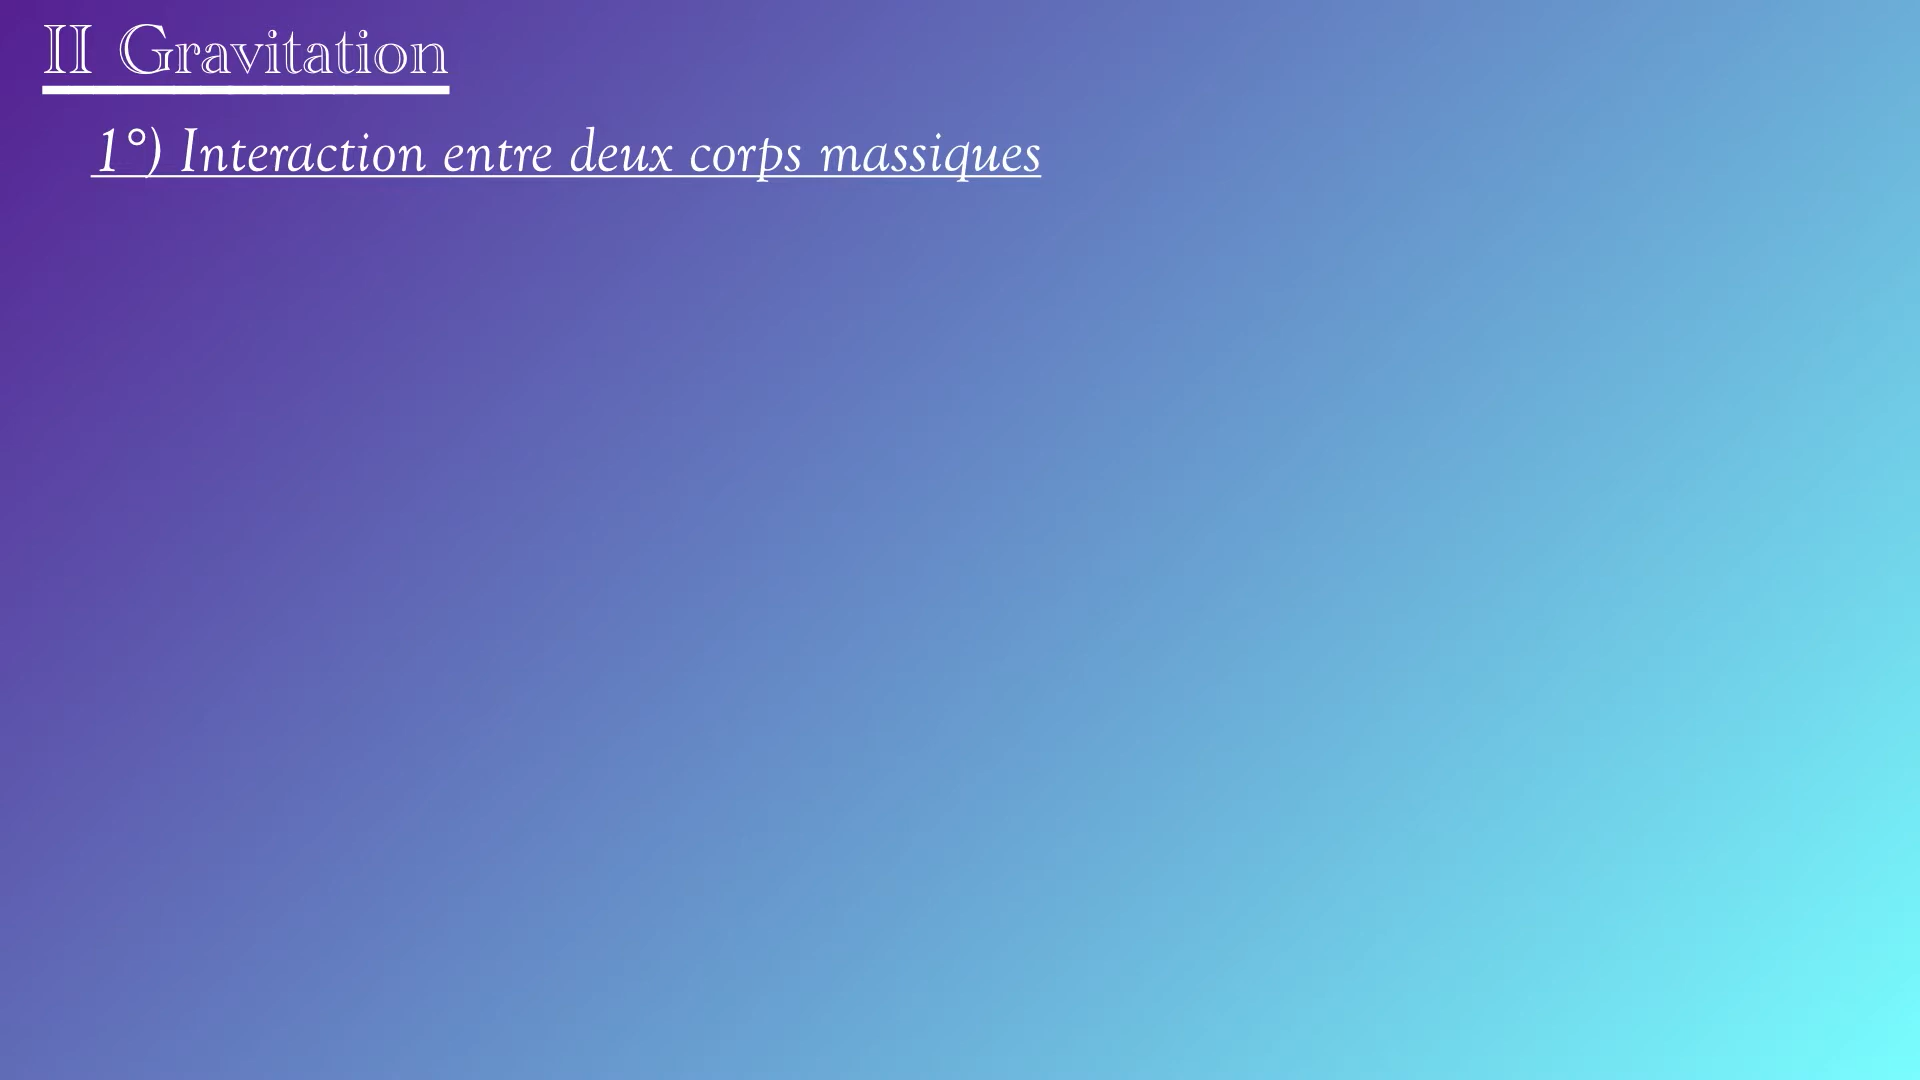 II Gravitation
1°) Interaction entre deux corps massiques